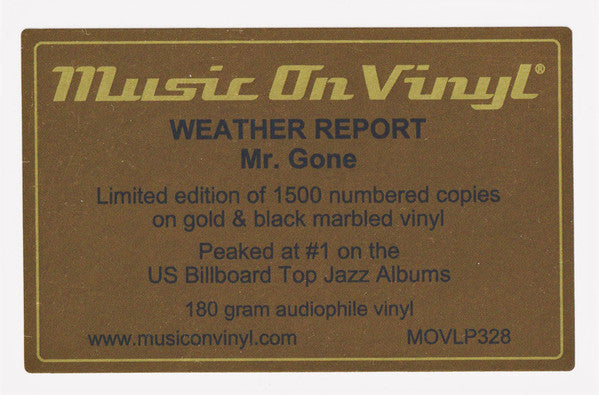 Music On Vinyl®
WEATHER REPORT
Mr. Gone
Limited edition of 1500 numbered copies
on gold & black marbled vinyl
Peaked at #1 on the
US Billboard Top Jazz Albums
180 gram audiophile vinyl
www.musiconvinyl.com MOVLP328